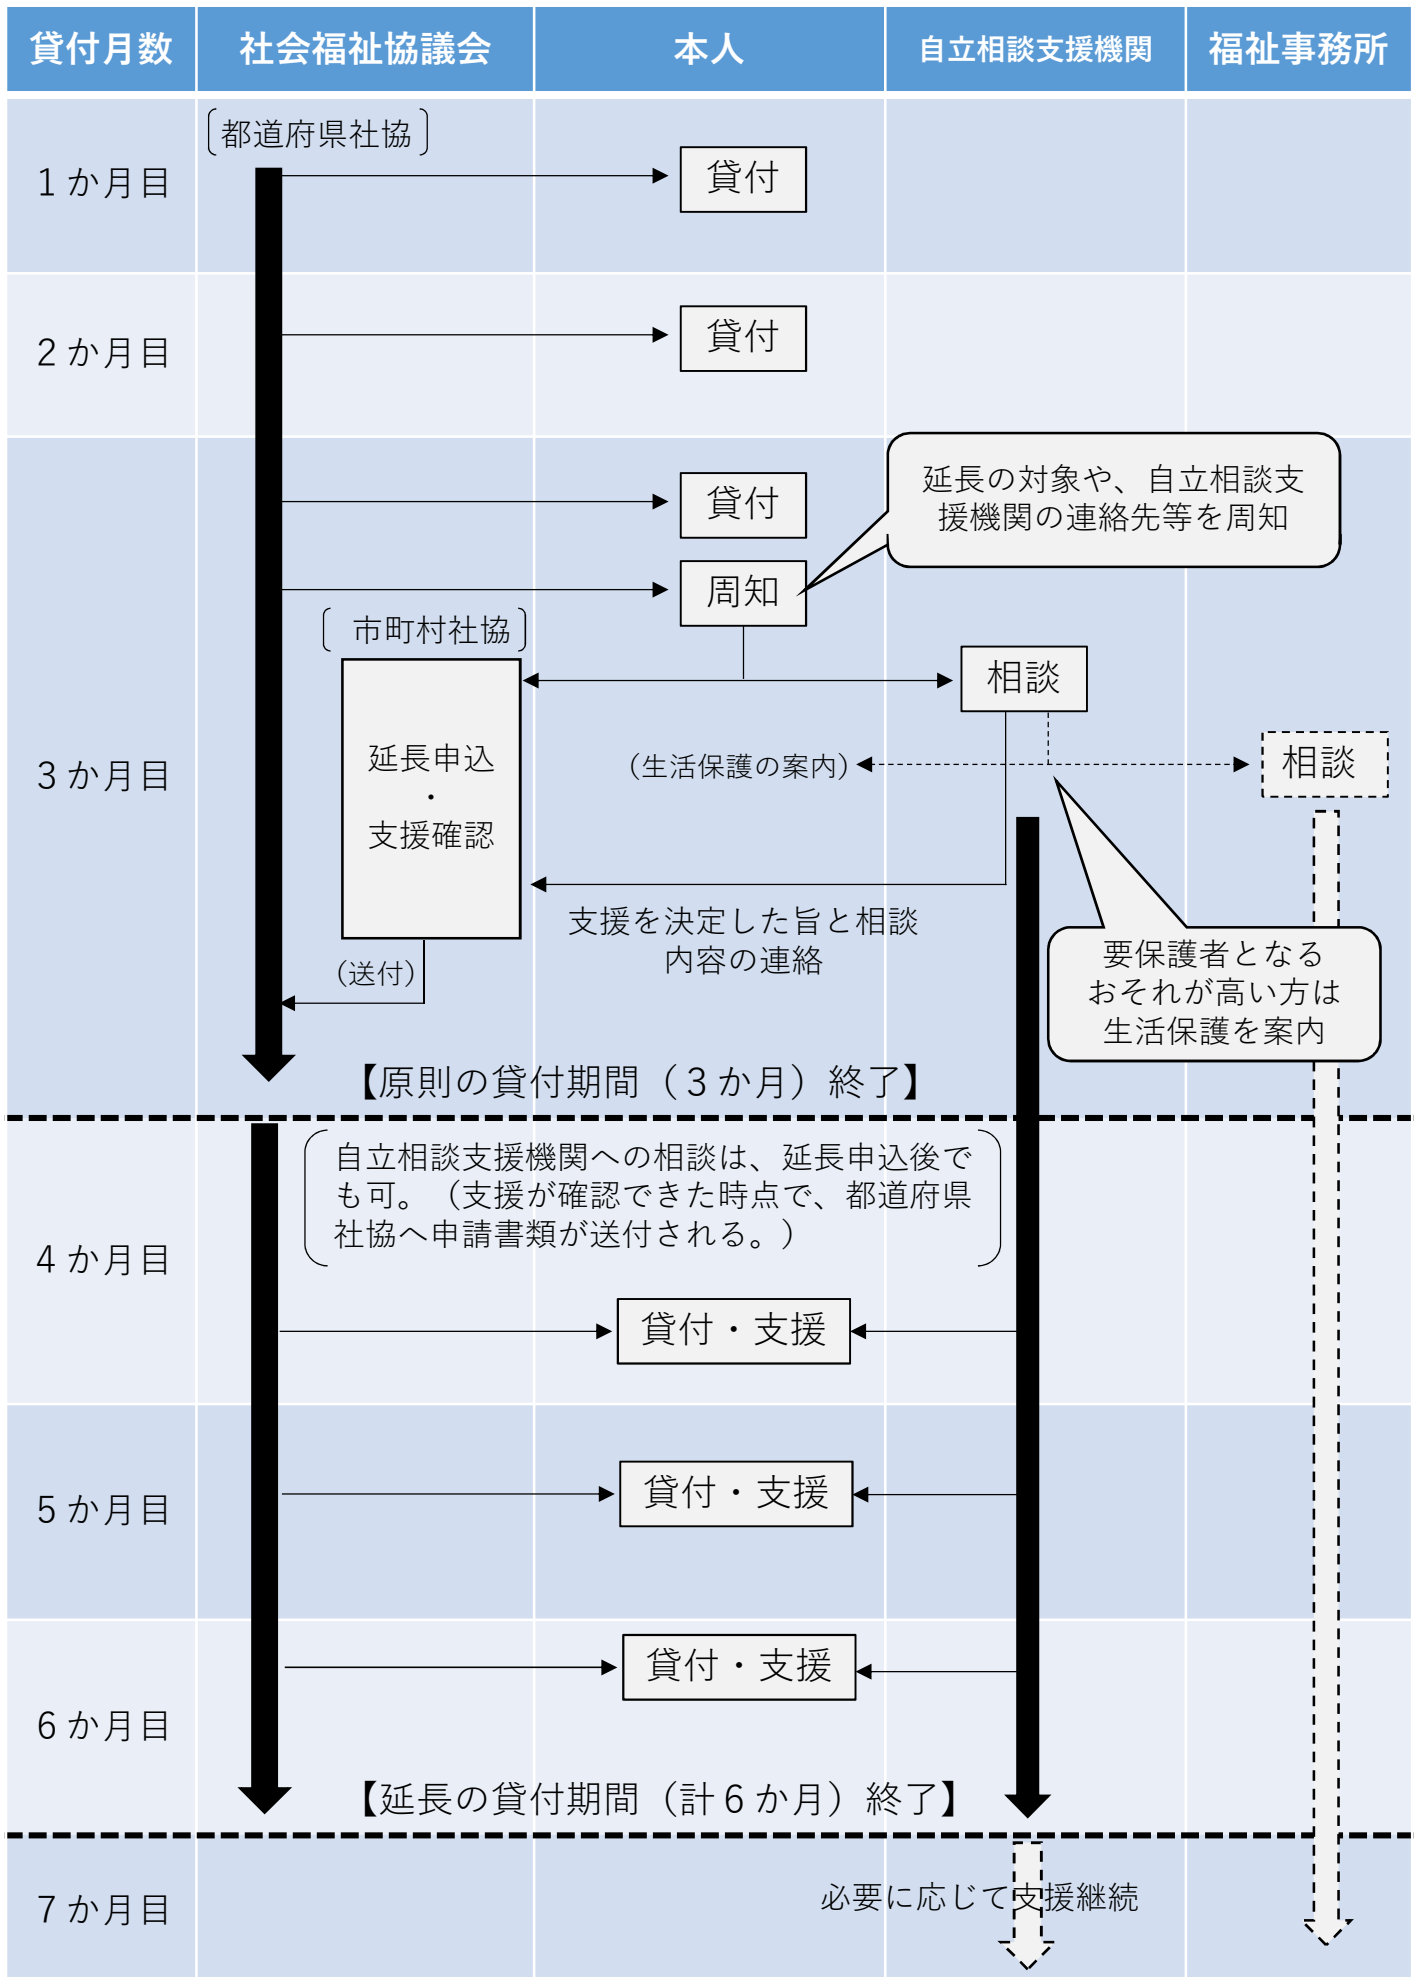 貸付月数
社会福祉協議会
本人
自立相談支援機関
福祉事務所
1か月目
〔都道府県社協〕
貸付
2か月目
貸付
3か月目
貸付
延長の対象や、自立相談支
援機関の連絡先等を周知
周知
〔 市町村社協〕
相談
延長申込
・
支援確認
（生活保護の案内）
相談
支援を決定した旨と相談
内容の連絡
（送付）
要保護者となる
おそれが高い方は
生活保護を案内
【原則の貸付期間（3か月）終了】
4か月目
自立相談支援機関への相談は、延長申込後で
も可。（支援が確認できた時点で、都道府県
社協へ申請書類が送付される。）
貸付・支援
5か月目
貸付・支援
6か月目
貸付・支援
【延長の貸付期間（計6か月）終了】
7か月目
必要に応じて支援継続